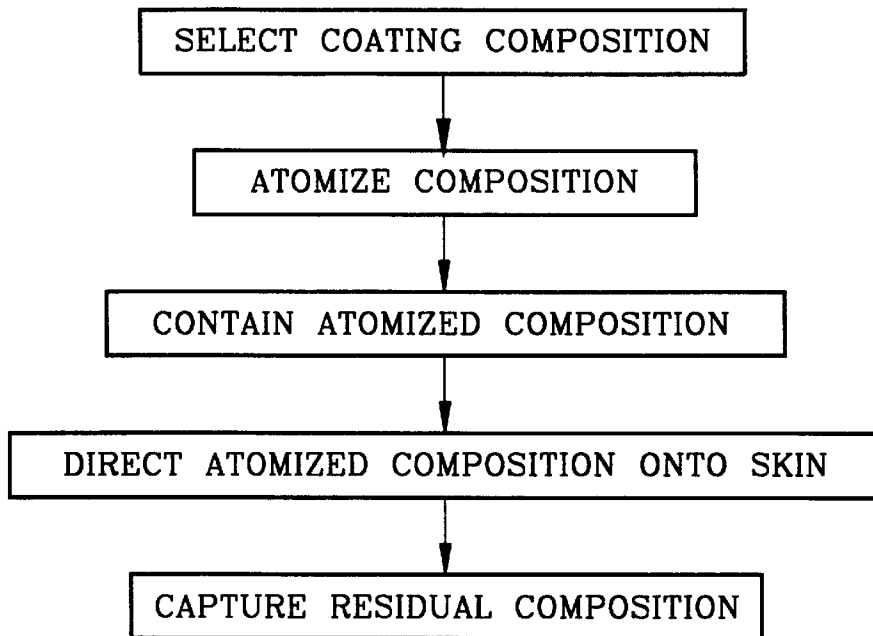 SELECT COATING COMPOSITION
ATOMIZE COMPOSITION
CONTAIN ATOMIZED COMPOSITION
DIRECT ATOMIZED COMPOSITION ONTO SKIN
CAPTURE RESIDUAL COMPOSITION